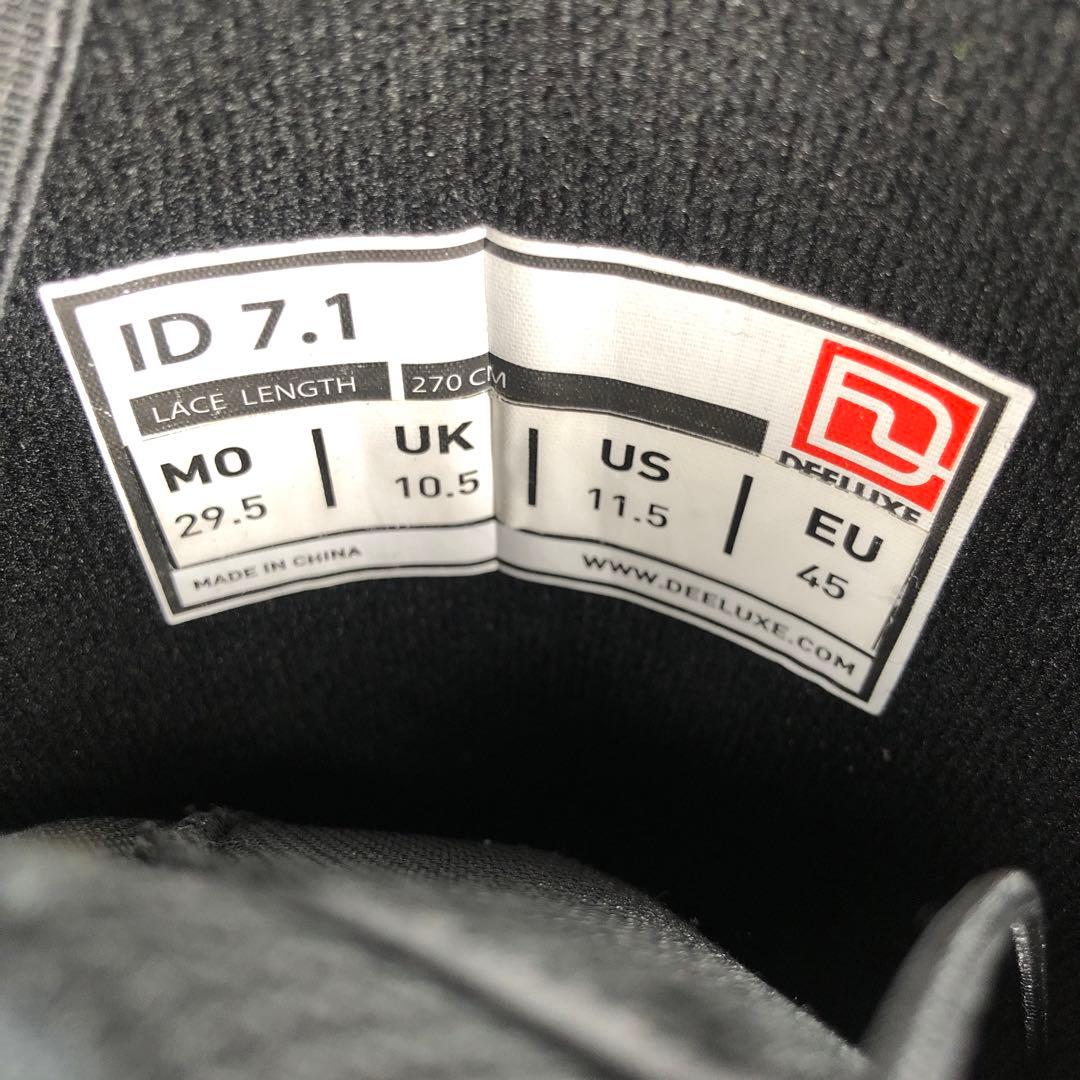 ID 7.1
LACE LENGTH 270 CM
MO UK US EU
29.5 10.5 11.5 45
DEELUXE
MADE IN CHINA WWW.DEELUXE.COM